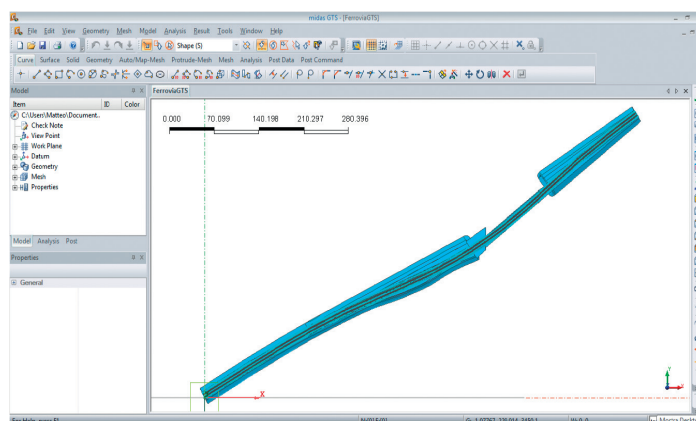 midas GTS - [FerroviaGTS]
File Edit View Geometry Mesh Model Analysis Result Tools Window Help
Shape (S)
Curve Surface Solid Geometry Auto/Map-Mesh Protrude-Mesh Mesh Analysis Post Data Post Command
Model
FerroviaGTS
Item ID Color
C:\Users\Matteo\Document..
Check Note
View Point
Work Plane
Datum
Geometry
Mesh
Properties
0.000 70.099 140.198 210.297 280.396
Model Analysis Post
Properties
General
X
Y
X